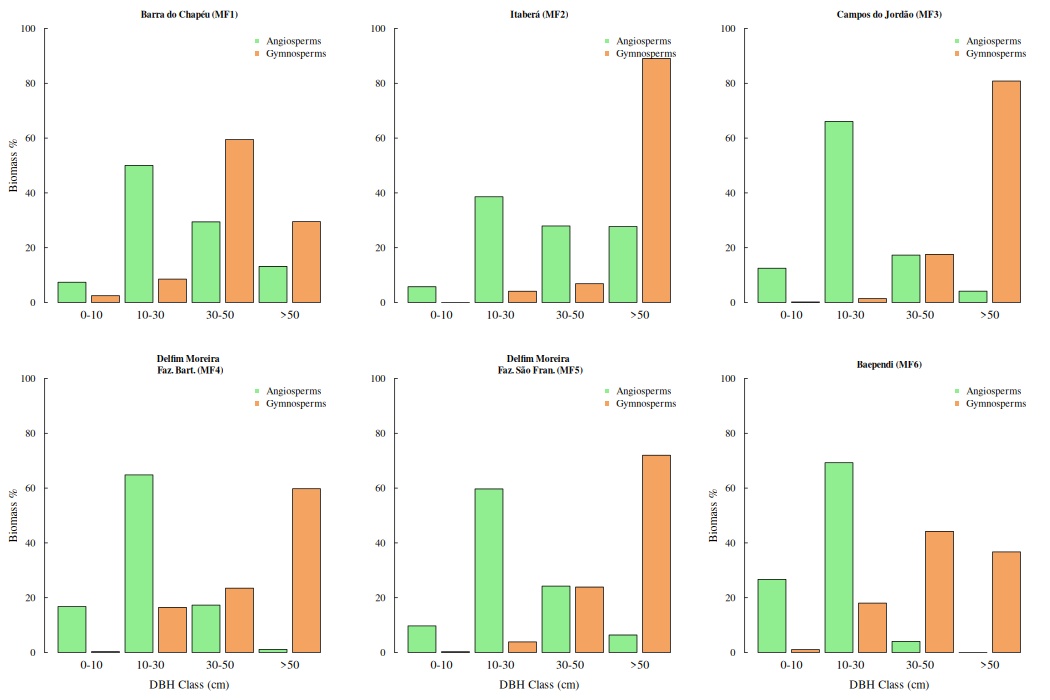 Barra do Chapéu (MF1)
100
80
60
40
20
0
Biomass %
Angiosperms
Gymnosperms
0-10
10-30
30-50
>50
Itaberá (MF2)
100
80
60
40
20
0
Angiosperms
Gymnosperms
0-10
10-30
30-50
>50
Campos do Jordão (MF3)
100
80
60
40
20
0
Angiosperms
Gymnosperms
0-10
10-30
30-50
>50
Delfim Moreira
Faz. Bart. (MF4)
100
80
60
40
20
0
Biomass %
Angiosperms
Gymnosperms
0-10
10-30
30-50
>50
DBH Class (cm)
Delfim Moreira
Faz. São Fran. (MF5)
100
80
60
40
20
0
Angiosperms
Gymnosperms
0-10
10-30
30-50
>50
DBH Class (cm)
Baependi (MF6)
100
80
60
40
20
0
Biomass %
Angiosperms
Gymnosperms
0-10
10-30
30-50
>50
DBH Class (cm)